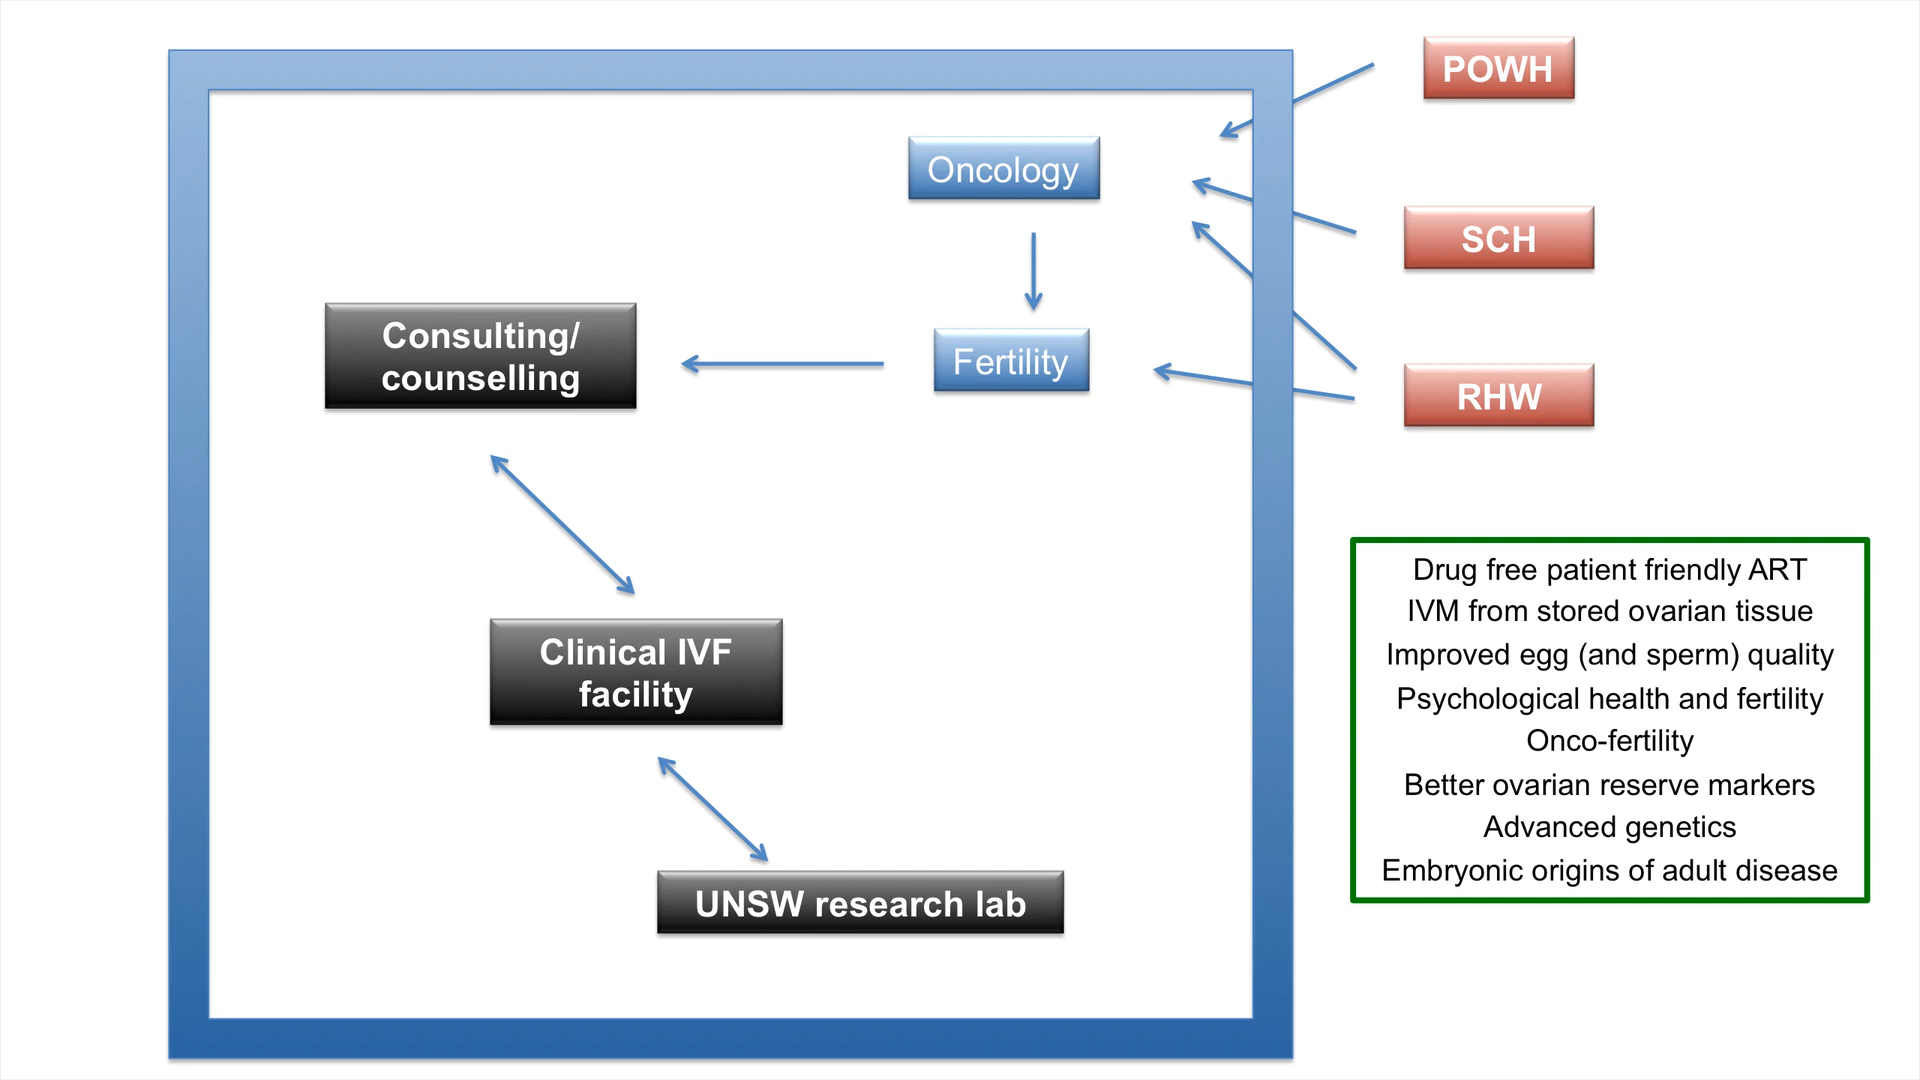 POWH
Oncology
SCH
Consulting/
counselling
Fertility
RHW
Clinical IVF
facility
UNSW research lab
Drug free patient friendly ART
IVM from stored ovarian tissue
Improved egg (and sperm) quality
Psychological health and fertility
Onco-fertility
Better ovarian reserve markers
Advanced genetics
Embryonic origins of adult disease